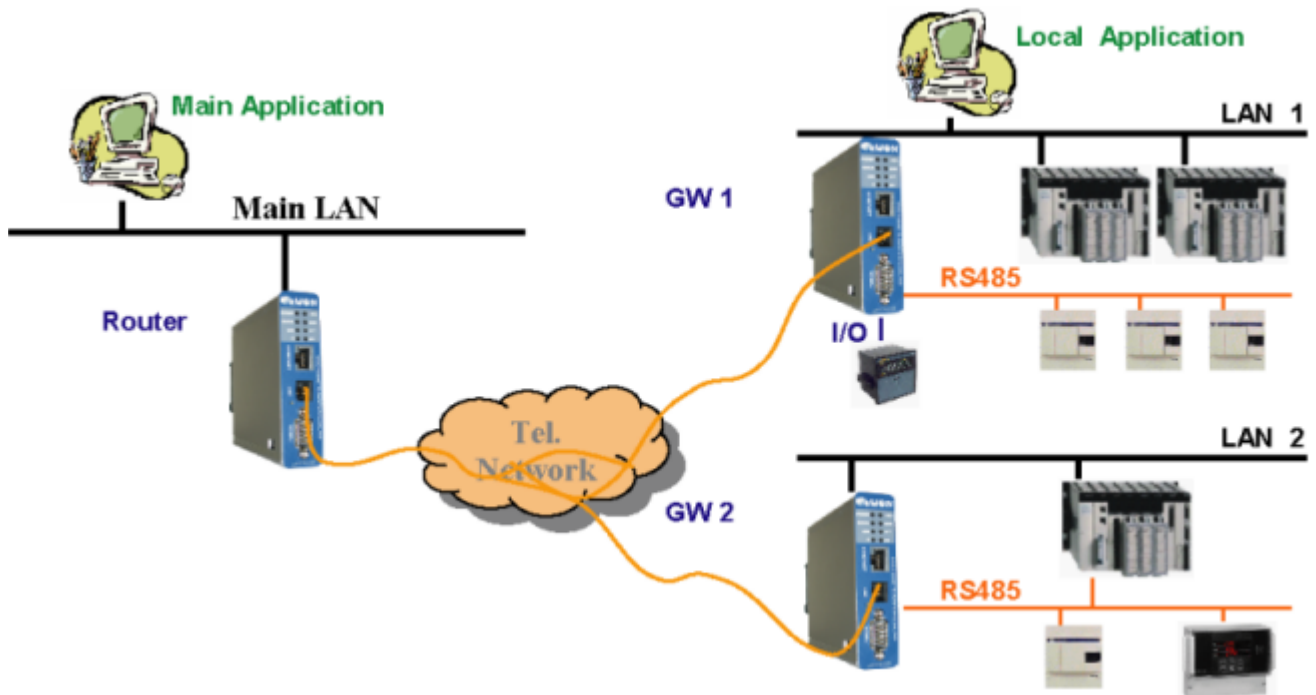 Local Application
Main Application
LAN 1
GW 1
Main LAN
RS485
Router
I/O
Tel.
Network
LAN 2
GW 2
RS485